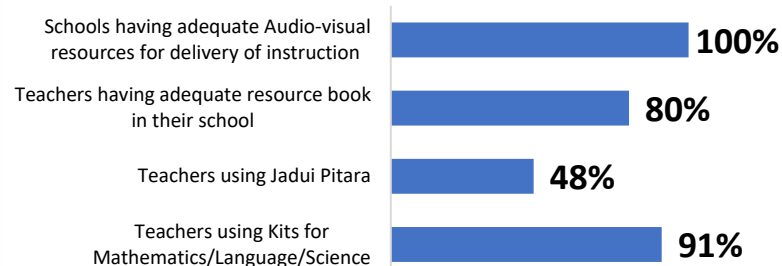 Schools having adequate Audio-visual
resources for delivery of instruction
100%
Teachers having adequate resource book
in their school
80%
Teachers using Jadui Pitara
48%
Teachers using Kits for
Mathematics/Language/Science
91%